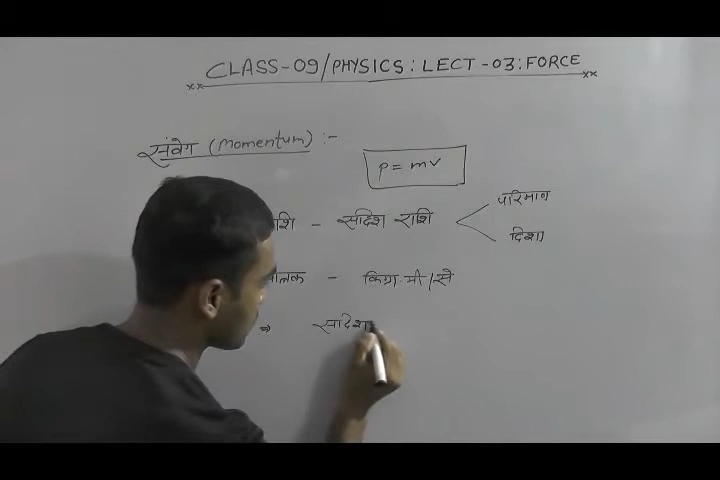 CLASS-09/PHYSICS: LECT-03: FORCE
संवेग (Momentum) :-
P = mv
राशि - सदिश राशि
परिमाण
दिशा
मात्रक - किग्रा-मी/से
⇒ सदिश